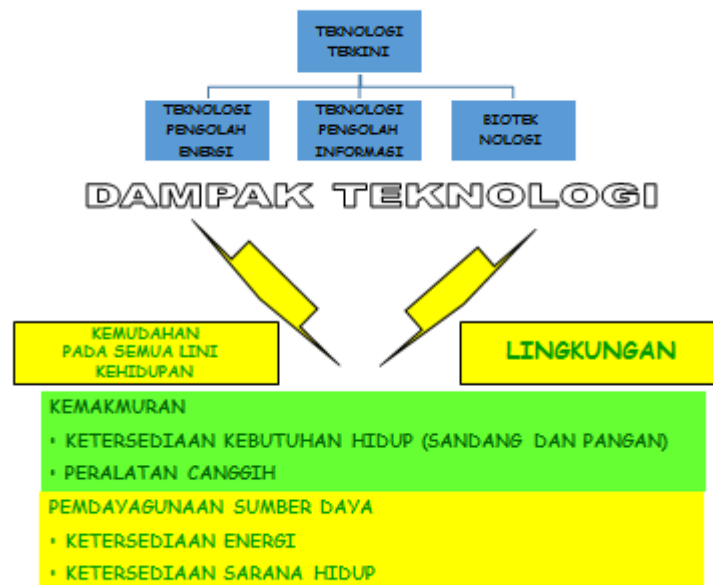 TEKNOLOGI
TERKINI
TEKNOLOGI
PENGOLAH
ENERGI
TEKNOLOGI
PENGOLAH
INFORMASI
BIOTEK
NOLOGI
DAMPAK TEKNOLOGI
KEMUDAHAN
PADA SEMUA LINI
KEHIDUPAN
LINGKUNGAN
KEMAKMURAN
• KETERSEDIAAN KEBUTUHAN HIDUP (SANDANG DAN PANGAN)
• PERALATAN CANGGIH
PEMDAYAGUNAAN SUMBER DAYA
• KETERSEDIAAN ENERGI
• KETERSEDIAAN SARANA HIDUP